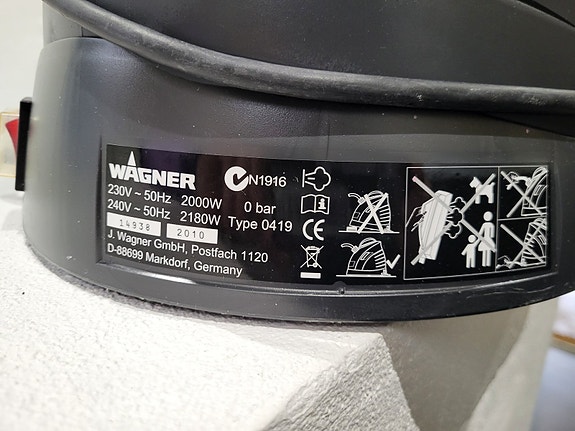 WAGNER
N1916
230V ~ 50Hz 2000W 0 bar
240V ~ 50Hz 2180W Type 0419
14938 2010
J. Wagner GmbH, Postfach 1120
D-88699 Markdorf, Germany